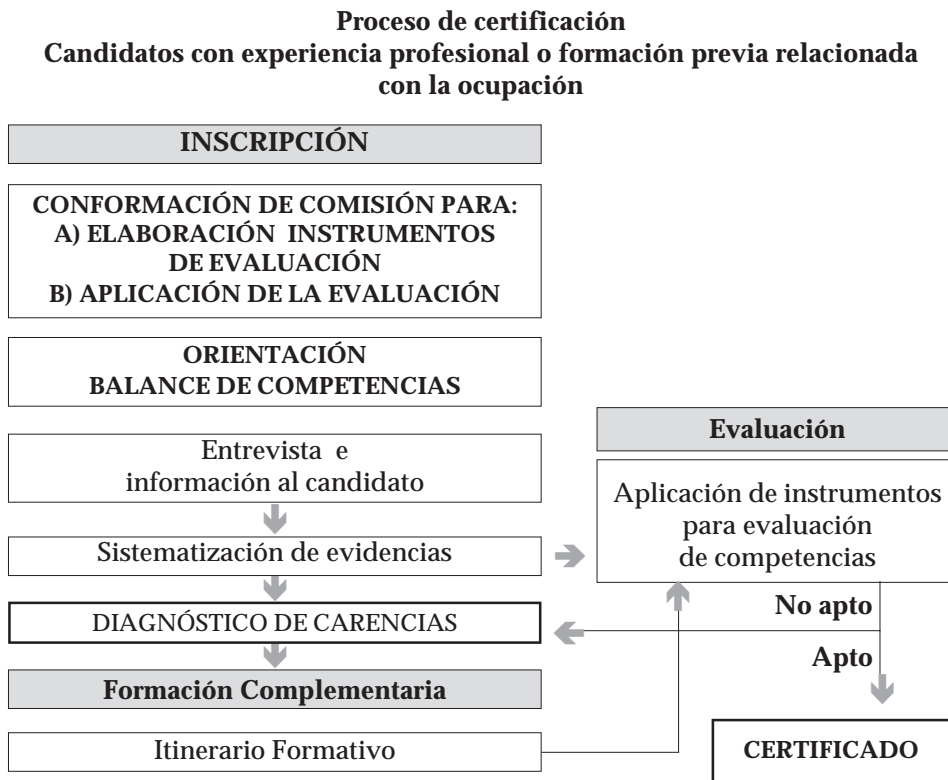 Proceso de certificación
Candidatos con experiencia profesional o formación previa relacionada
con la ocupación
INSCRIPCIÓN
CONFORMACIÓN DE COMISIÓN PARA:
A) ELABORACIÓN INSTRUMENTOS
DE EVALUACIÓN
B) APLICACIÓN DE LA EVALUACIÓN
ORIENTACIÓN
BALANCE DE COMPETENCIAS
Entrevista e
información al candidato
Sistematización de evidencias
DIAGNÓSTICO DE CARENCIAS
Formación Complementaria
Itinerario Formativo
Evaluación
Aplicación de instrumentos
para evaluación
de competencias
No apto
Apto
CERTIFICADO